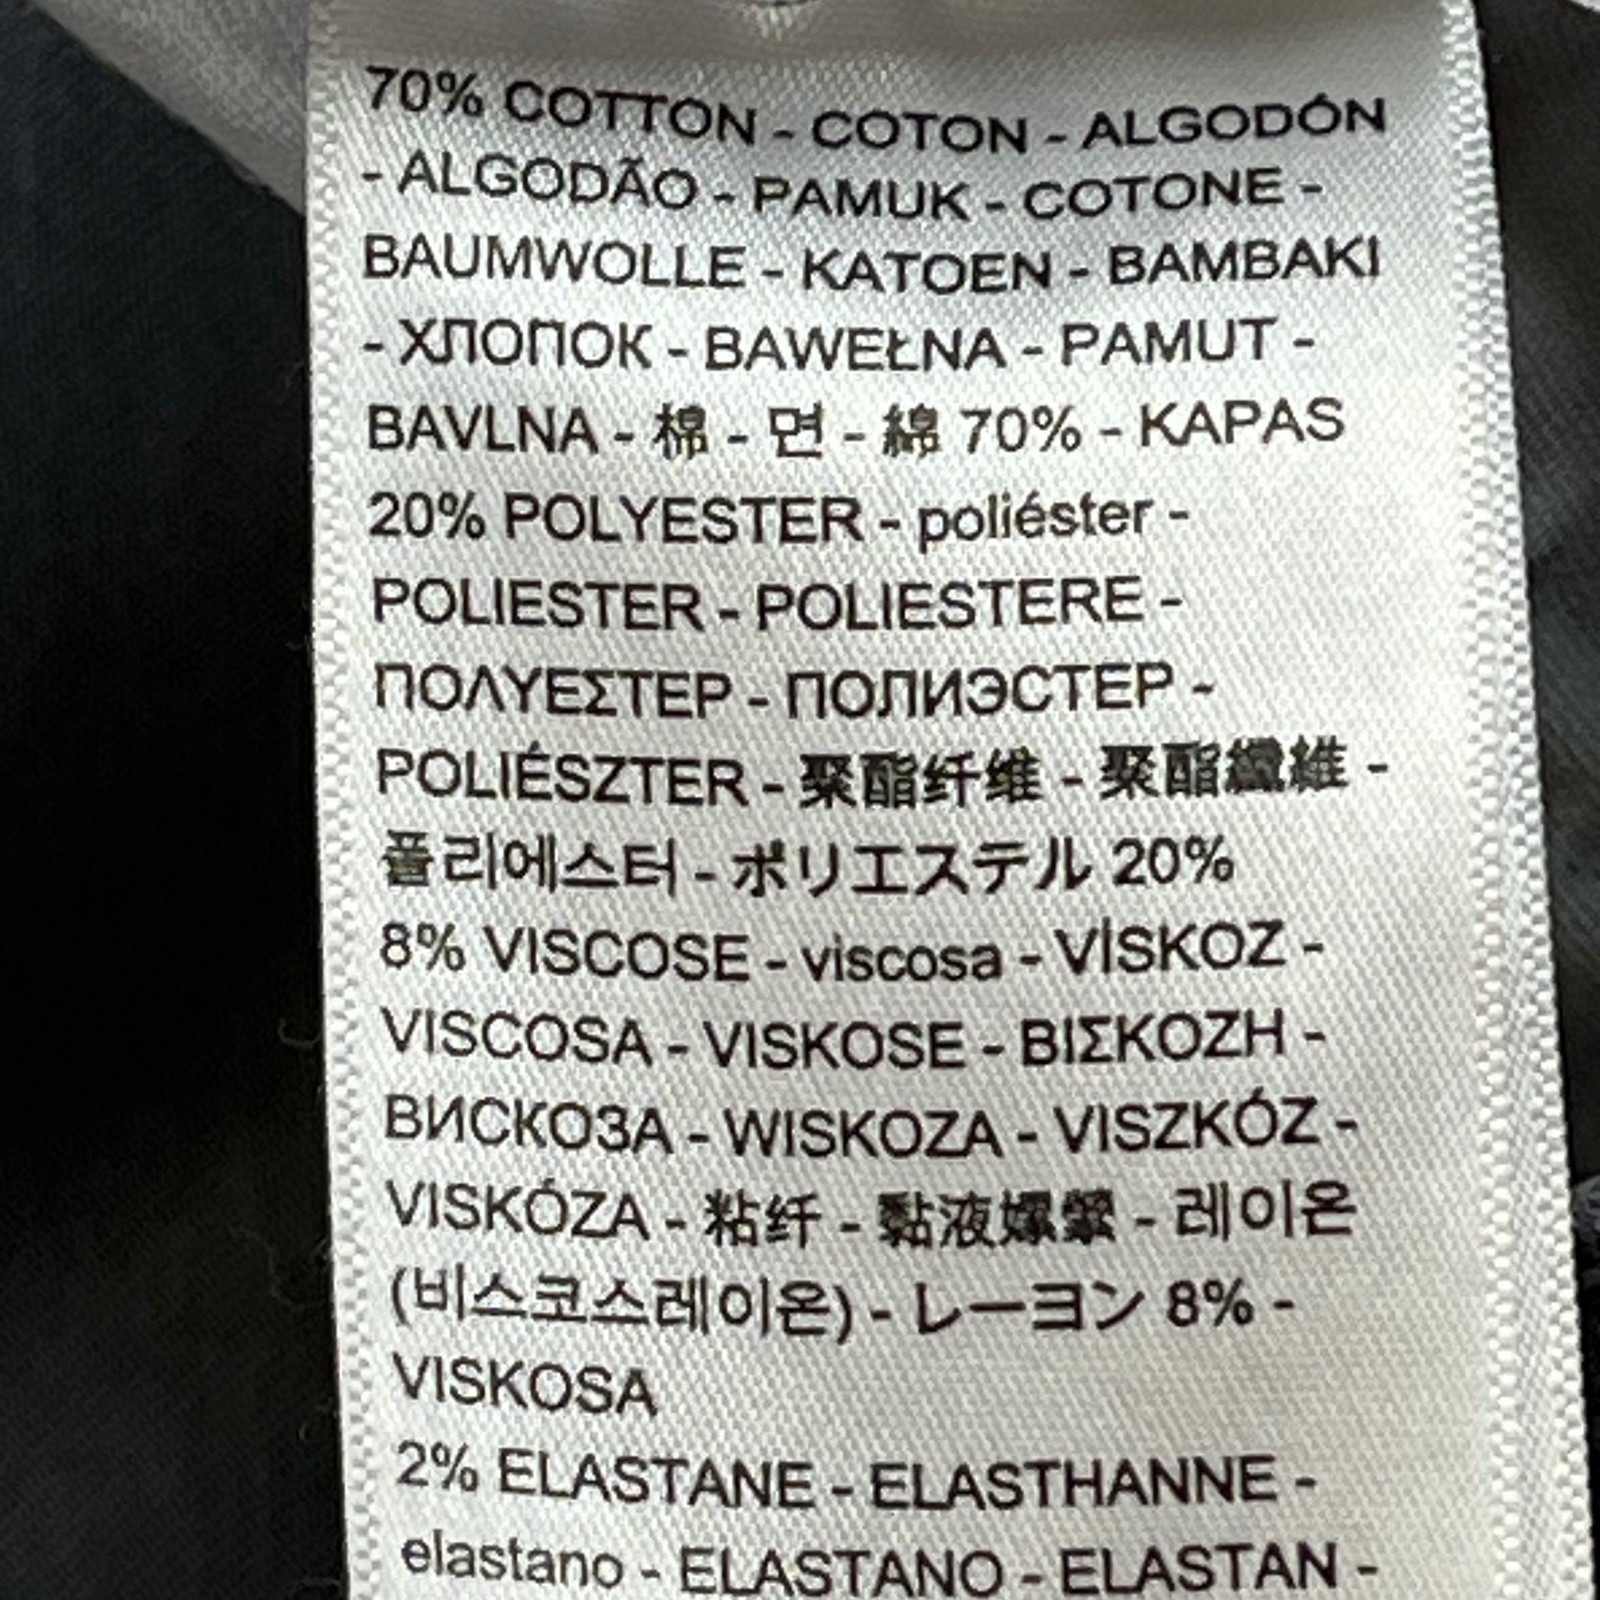 70% COTTON - COTON - ALGODÓN
- ALGODÃO - PAMUK - COTONE -
BAUMWOLLE - KATOEN - BAMBAKI
- ХЛОПОК - BAWEŁNA - PAMUT -
BAVLNA - 棉 - 면 - 綿 70% - KAPAS
20% POLYESTER - poliéster -
POLIESTER - POLIESTERE -
ΠΟΛΥΕΣΤΕΡ - ПОЛИЭСТЕР -
POLIÉSZTER - 聚酯纤维 - 聚酯纖維 -
폴리에스터 - ポリエステル 20%
8% VISCOSE - viscosa - VİSKOZ -
VISCOSA - VISKOSE - ΒΙΣΚΟΖΗ -
ВИСКОЗА - WISKOZA - VISZKÓZ -
VISKÓZA - 粘纤 - 黏液嫘縈 - 레이온
(비스코스레이온) - レーヨン 8% -
VISKOSA
2% ELASTANE - ELASTHANNE -
elastano - ELASTANO - ELASTAN -